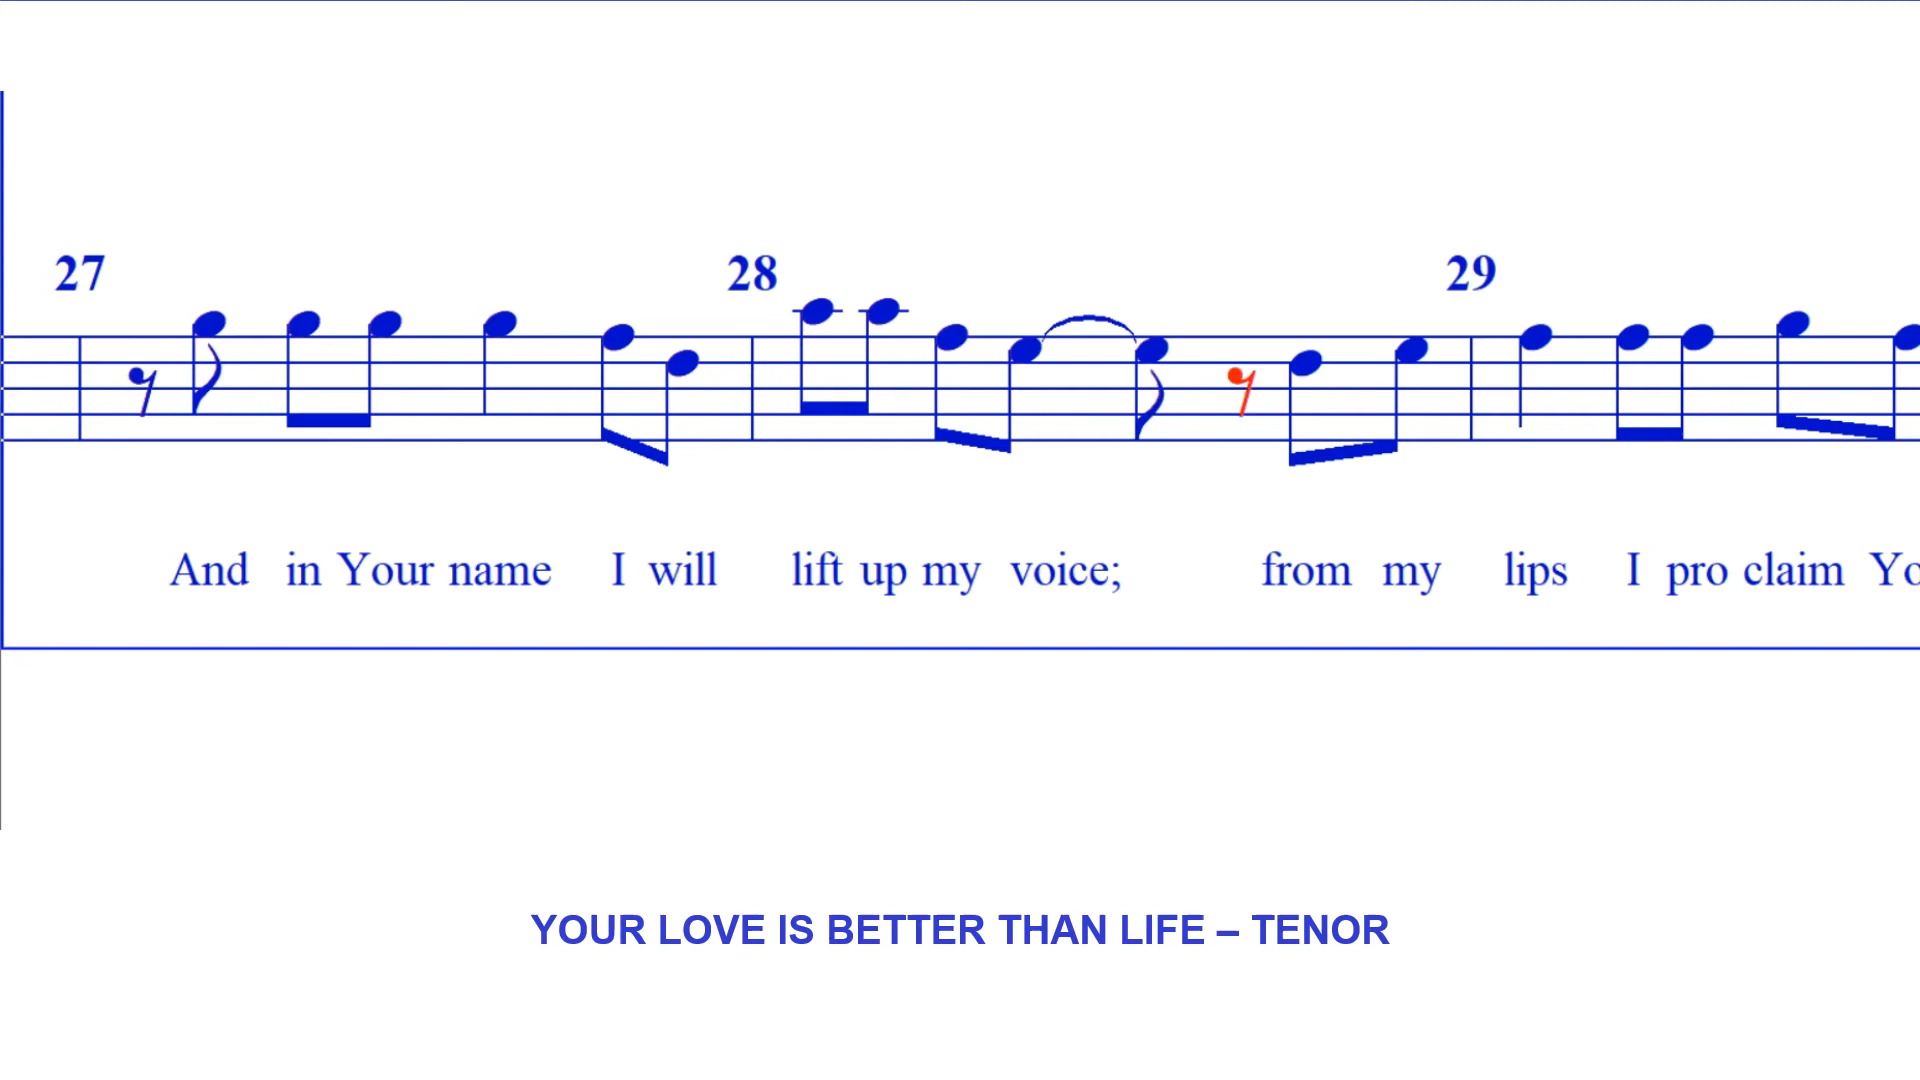 27 28 29
And in Your name I will lift up my voice; from my lips I pro claim Yo
YOUR LOVE IS BETTER THAN LIFE – TENOR